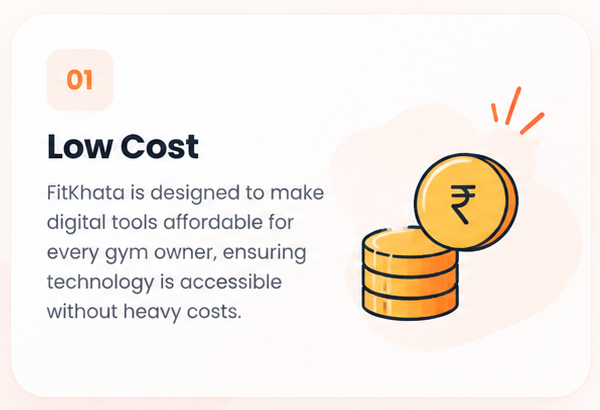 01
Low Cost
FitKhata is designed to make
digital tools affordable for
every gym owner, ensuring
technology is accessible
without heavy costs.
₹